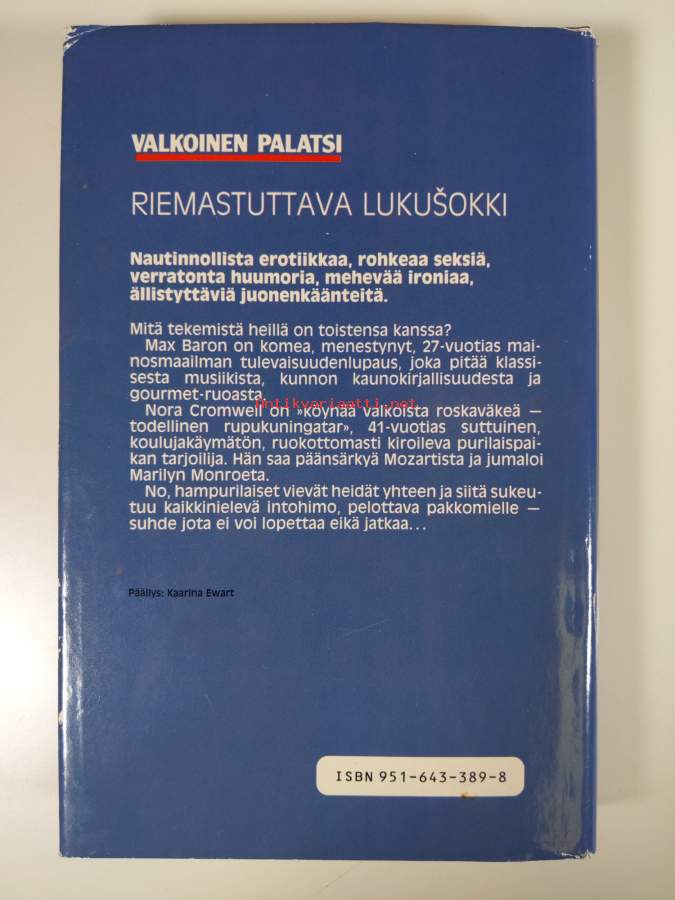 VALKOINEN PALATSI
RIEMASTUTTAVA LUKUŠOKKI
Nautinnollista erotiikkaa, rohkeaa seksiä,
verratonta huumoria, mehevää ironiaa,
ällistyttäviä juonenkäänteitä.
Mitä tekemistä heillä on toistensa kanssa?
Max Baron on komea, menestynyt, 27-vuotias mai-
nosmaailman tulevaisuudenlupaus, joka pitää klassi-
sesta musiikista, kunnon kaunokirjallisuudesta ja
gourmet-ruoasta.
Antikvariaatti.net
Nora Cromwell on »köyhää valkoista roskaväkeä –
todellinen rupukuningatar», 41-vuotias suttuinen,
koulujakäymätön, ruokottomasti kiroileva purilaispai-
kan tarjoilija. Hän saa päänsärkyä Mozartista ja jumaloi
Marilyn Monroeta.
No, hampurilaiset vievät heidät yhteen ja siitä sukeu-
tuu kaikkinielevä intohimo, pelottava pakkomielle –
suhde jota ei voi lopettaa eikä jatkaa...
Päällys: Kaarina Ewart
ISBN 951-643-389-8